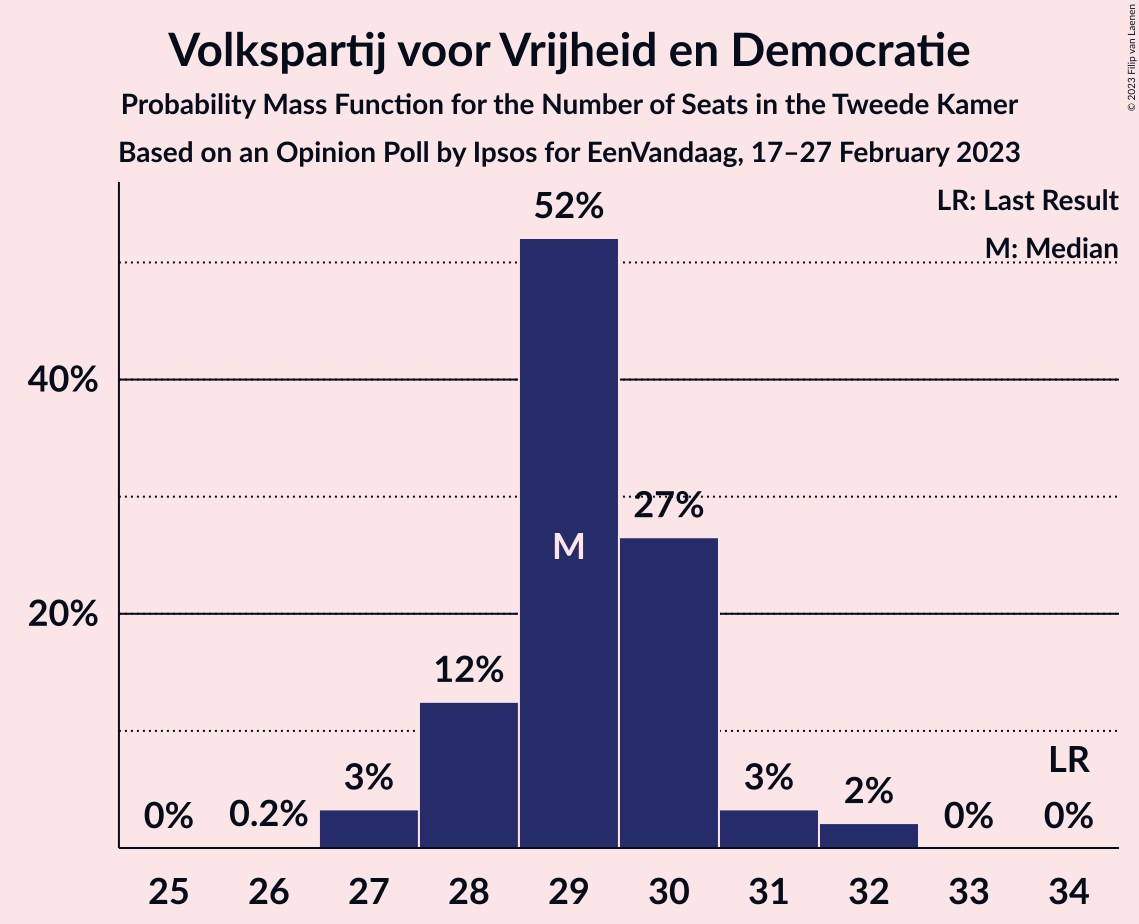 Volkspartij voor Vrijheid en Democratie
Probability Mass Function for the Number of Seats in the Tweede Kamer
Based on an Opinion Poll by Ipsos for EenVandaag, 17–27 February 2023
© 2023 Filip van Laenen
LR: Last Result
M: Median
52%
40%
27%
M
20%
12%
LR
3%
3%
2%
0%
0.2%
0%
0%
25 26 27 28 29 30 31 32 33 34